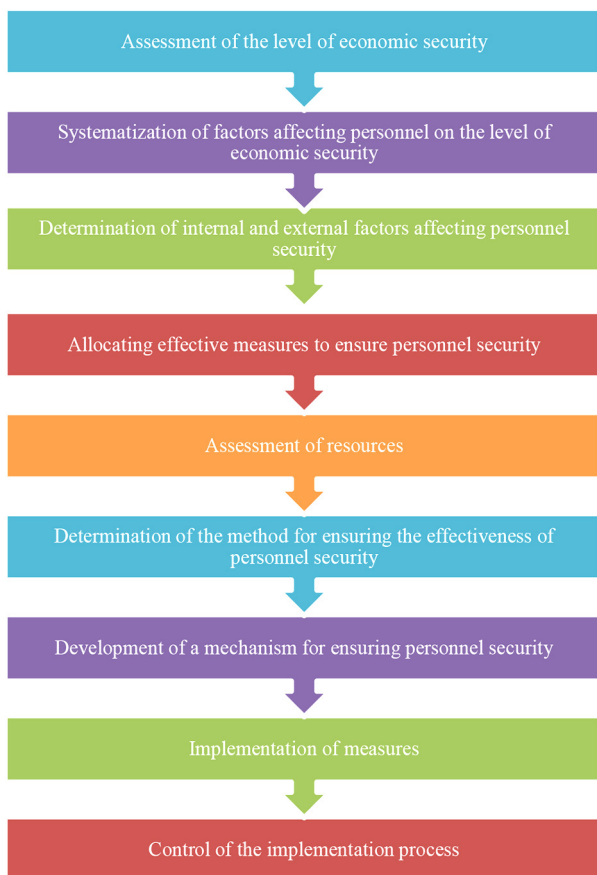 Assessment of the level of economic security
Systematization of factors affecting personnel on the level of
economic security
Determination of internal and external factors affecting personnel
security
Allocating effective measures to ensure personnel security
Assessment of resources
Determination of the method for ensuring the effectiveness of
personnel security
Development of a mechanism for ensuring personnel security
Implementation of measures
Control of the implementation process